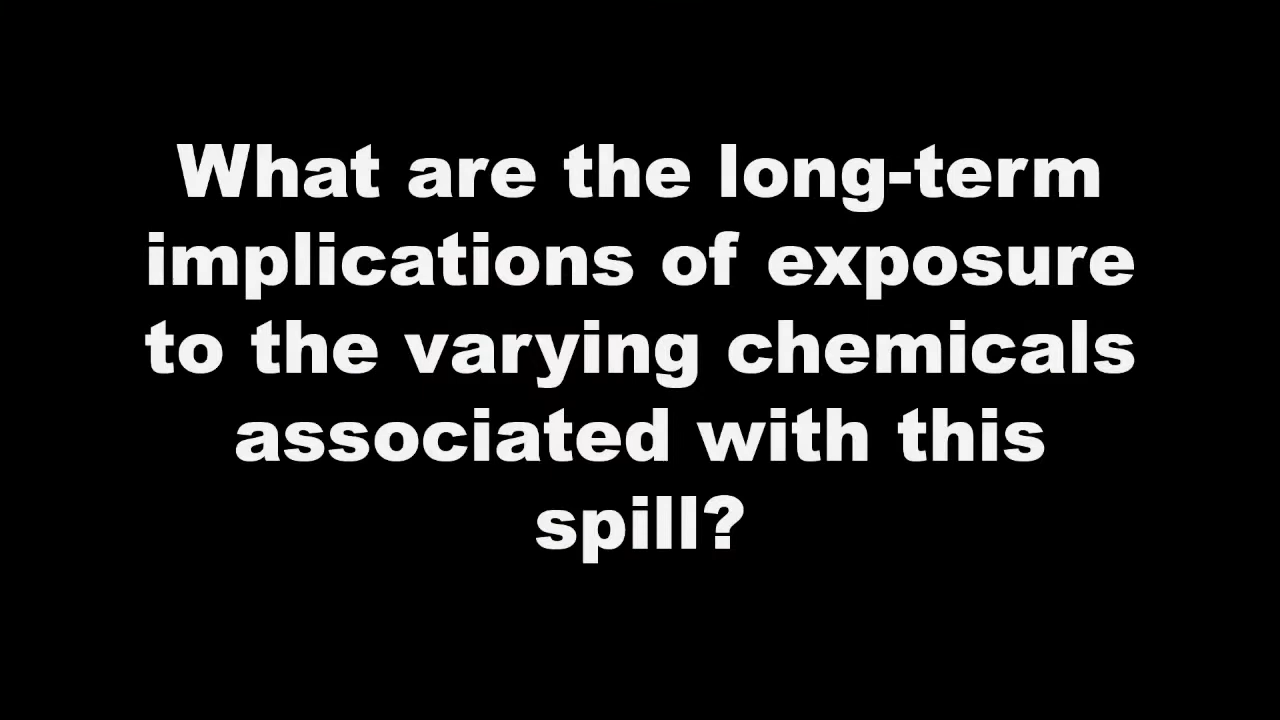 What are the long-term
implications of exposure
to the varying chemicals
associated with this
spill?